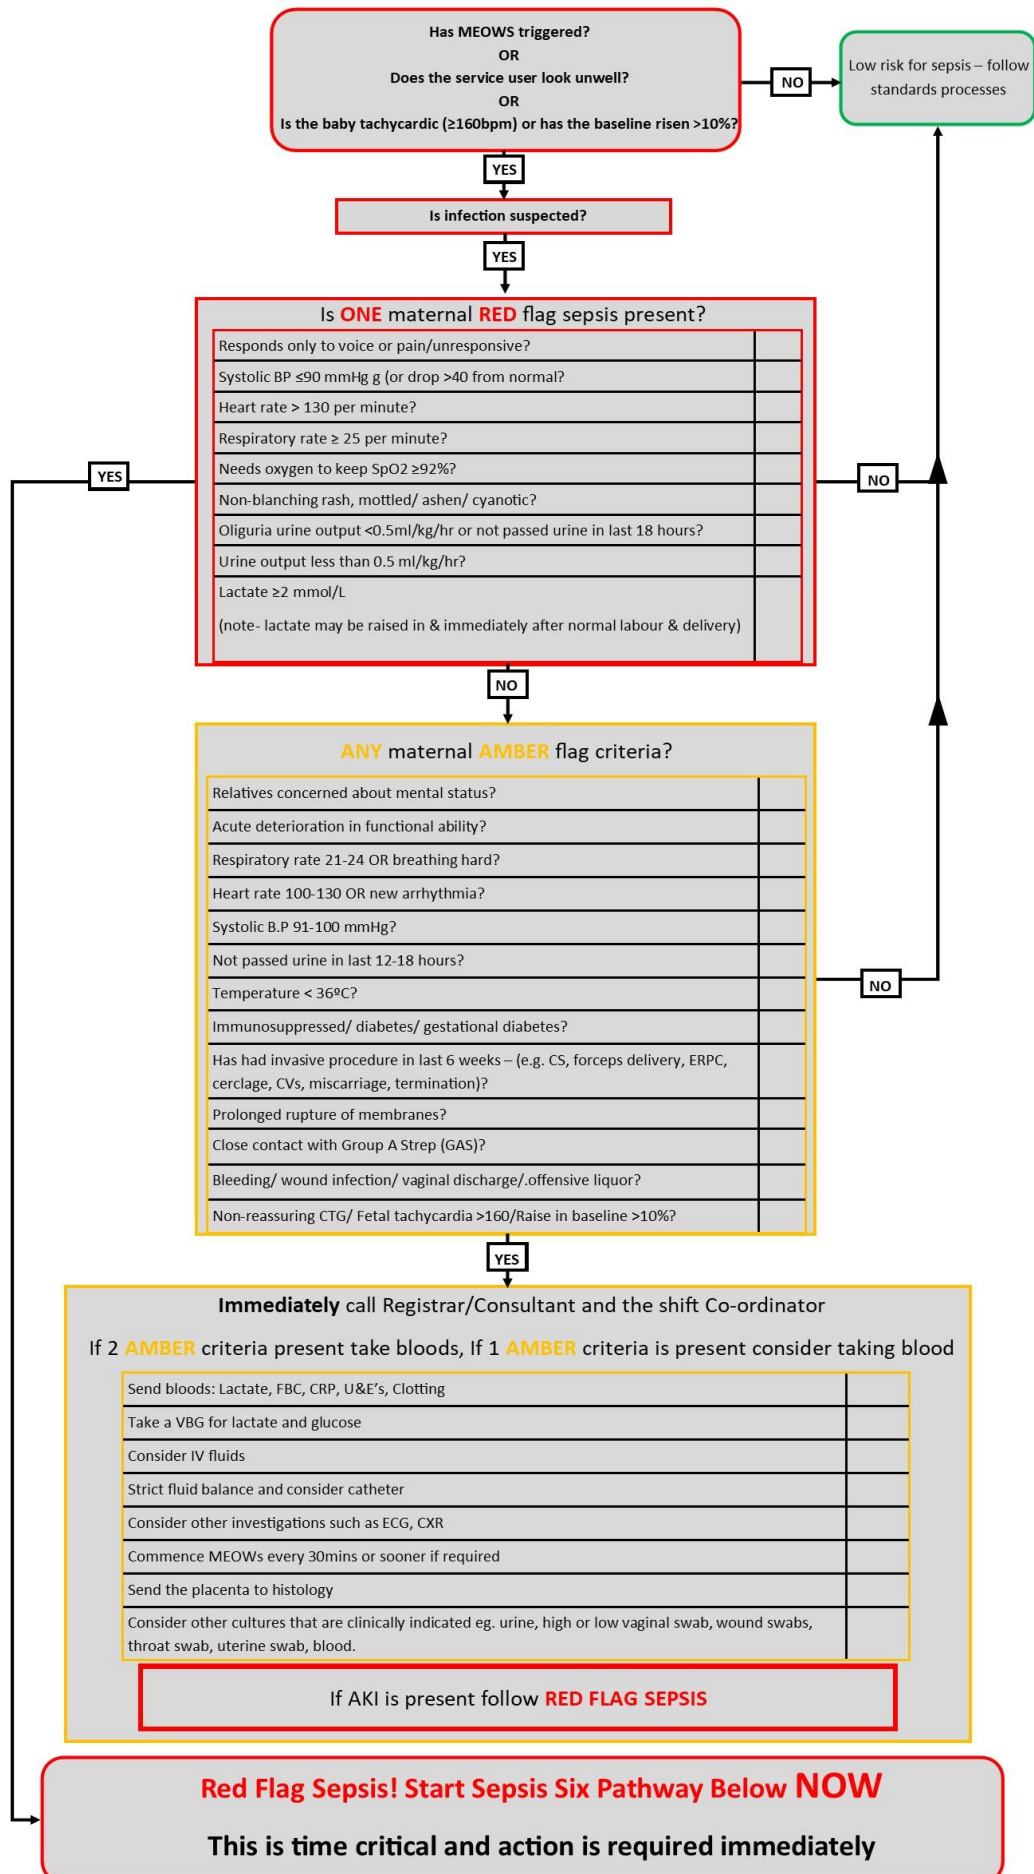 Has MEOWS triggered?
OR
Does the service user look unwell?
OR
Is the baby tachycardic (≥160bpm) or has the baseline risen >10%?
NO
Low risk for sepsis – follow
standards processes
YES
Is infection suspected?
YES
Is ONE maternal RED flag sepsis present?
Responds only to voice or pain/unresponsive?
Systolic BP ≤90 mmHg g (or drop >40 from normal?
Heart rate > 130 per minute?
Respiratory rate ≥ 25 per minute?
Needs oxygen to keep SpO2 ≥92%?
Non-blanching rash, mottled/ ashen/ cyanotic?
Oliguria urine output <0.5ml/kg/hr or not passed urine in last 18 hours?
Urine output less than 0.5 ml/kg/hr?
Lactate ≥2 mmol/L
(note- lactate may be raised in & immediately after normal labour & delivery)
YES
NO
NO
ANY maternal AMBER flag criteria?
Relatives concerned about mental status?
Acute deterioration in functional ability?
Respiratory rate 21-24 OR breathing hard?
Heart rate 100-130 OR new arrhythmia?
Systolic B.P 91-100 mmHg?
Not passed urine in last 12-18 hours?
Temperature < 36ºC?
Immunosuppressed/ diabetes/ gestational diabetes?
Has had invasive procedure in last 6 weeks – (e.g. CS, forceps delivery, ERPC,
cerclage, CVs, miscarriage, termination)?
Prolonged rupture of membranes?
Close contact with Group A Strep (GAS)?
Bleeding/ wound infection/ vaginal discharge/.offensive liquor?
Non-reassuring CTG/ Fetal tachycardia >160/Raise in baseline >10%?
NO
YES
Immediately call Registrar/Consultant and the shift Co-ordinator
If 2 AMBER criteria present take bloods, If 1 AMBER criteria is present consider taking blood
Send bloods: Lactate, FBC, CRP, U&E's, Clotting
Take a VBG for lactate and glucose
Consider IV fluids
Strict fluid balance and consider catheter
Consider other investigations such as ECG, CXR
Commence MEOWs every 30mins or sooner if required
Send the placenta to histology
Consider other cultures that are clinically indicated eg. urine, high or low vaginal swab, wound swabs,
throat swab, uterine swab, blood.
If AKI is present follow RED FLAG SEPSIS
Red Flag Sepsis! Start Sepsis Six Pathway Below NOW
This is time critical and action is required immediately